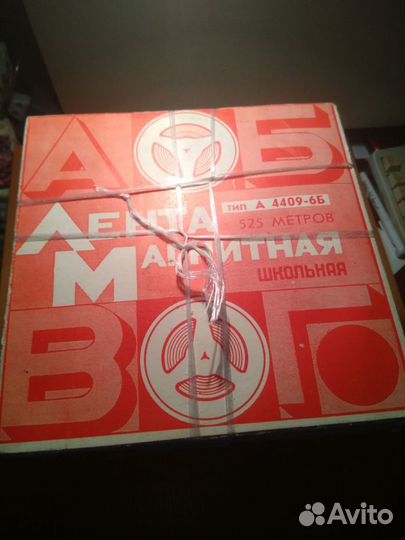 А Б
ТИП А 4409-6Б
525 МЕТРОВ
ЛЕНТА
МАГНИТНАЯ
ШКОЛЬНАЯ
В Г
Avito